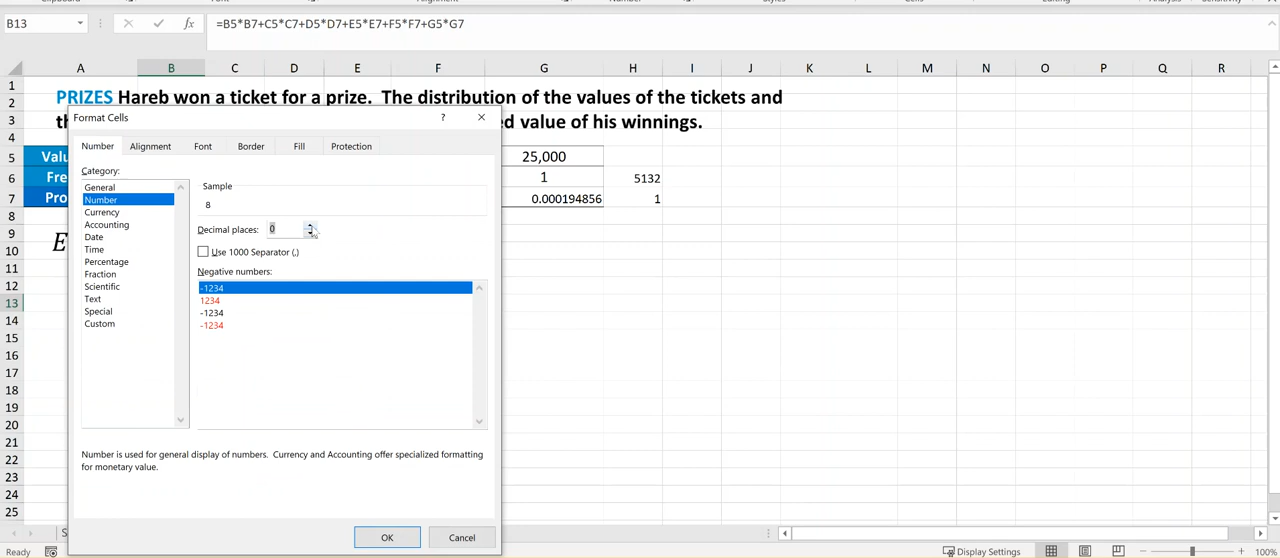 B13
fx
=B5*B7+C5*C7+D5*D7+E5*E7+F5*F7+G5*G7
A B C D E F G H I J K L M N O P Q R
1
PRIZES Hareb won a ticket for a prize. The distribution of the values of the tickets and
2
3
ed value of his winnings.
4
5 25,000
6 1 5132
7 0.000194856 1
8
9
10
11
12
13
14
15
16
17
18
19
20
21
22
23
24
25
E
Format Cells
?
Number Alignment Font Border Fill Protection
Category:
General
Number
Currency
Accounting
Date
Time
Percentage
Fraction
Scientific
Text
Special
Custom
Sample
8
Decimal places: 0
Use 1000 Separator (,)
Negative numbers:
-1234
1234
-1234
-1234
Number is used for general display of numbers. Currency and Accounting offer specialized formatting
for monetary value.
OK Cancel
Ready
Display Settings
100%